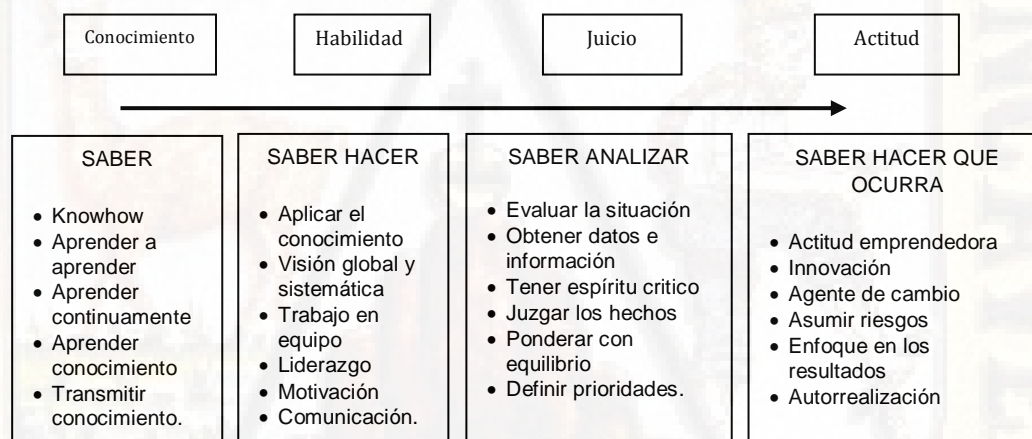 Conocimiento
Habilidad
Juicio
Actitud
SABER
• Knowhow
• Aprender a
aprender
• Aprender
continuamente
• Aprender
conocimiento
• Transmitir
conocimiento.
SABER HACER
• Aplicar el
conocimiento
• Visión global y
sistemática
• Trabajo en
equipo
• Liderazgo
• Motivación
• Comunicación.
SABER ANALIZAR
• Evaluar la situación
• Obtener datos e
información
• Tener espíritu critico
• Juzgar los hechos
• Ponderar con
equilibrio
• Definir prioridades.
SABER HACER QUE
OCURRA
• Actitud emprendedora
• Innovación
• Agente de cambio
• Asumir riesgos
• Enfoque en los
resultados
• Autorrealización